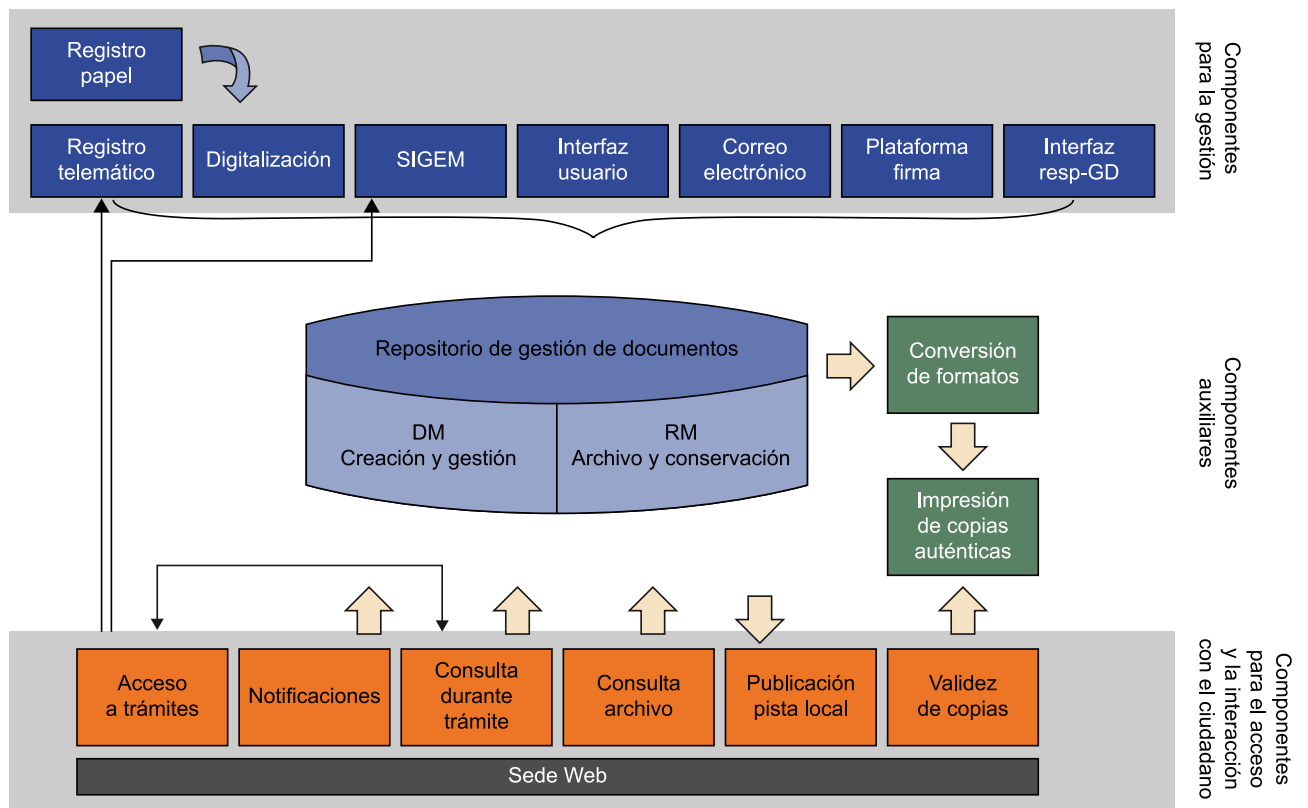 Registro
papel
Registro
telemático
Digitalización
SIGEM
Interfaz
usuario
Correo
electrónico
Plataforma
firma
Interfaz
resp-GD
Componentes
para la gestión
Repositorio de gestión de documentos
DM
Creación y gestión
RM
Archivo y conservación
Conversión
de formatos
Impresión
de copias
auténticas
Componentes
auxiliares
Acceso
a trámites
Notificaciones
Consulta
durante
trámite
Consulta
archivo
Publicación
pista local
Validez
de copias
Sede Web
Componentes
para el acceso
y la interacción
con el ciudadano